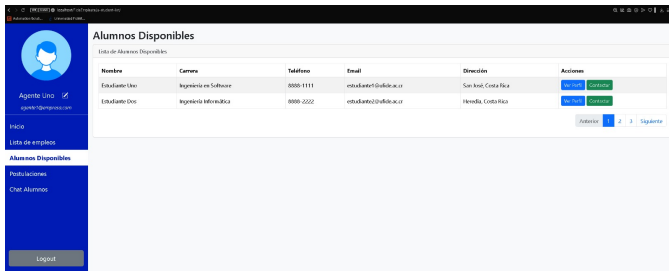 Alumnos Disponibles
Lista de Alumnos Disponibles
Nombre Carrera Teléfono Email Dirección Acciones
Estudiante Uno Ingeniería en Software 8888-1111 estudiante1@ulide.ac.cr San José, Costa Rica Ver Perfil Contactar
Estudiante Dos Ingeniería Informática 8888-2222 estudiante2@ulide.ac.cr Heredia, Costa Rica Ver Perfil Contactar
Anterior 1 2 3 Siguiente
Agente Uno
agente1@empresa.com
Inicio
Lista de empleos
Alumnos Disponibles
Postulaciones
Chat Alumnos
Logout